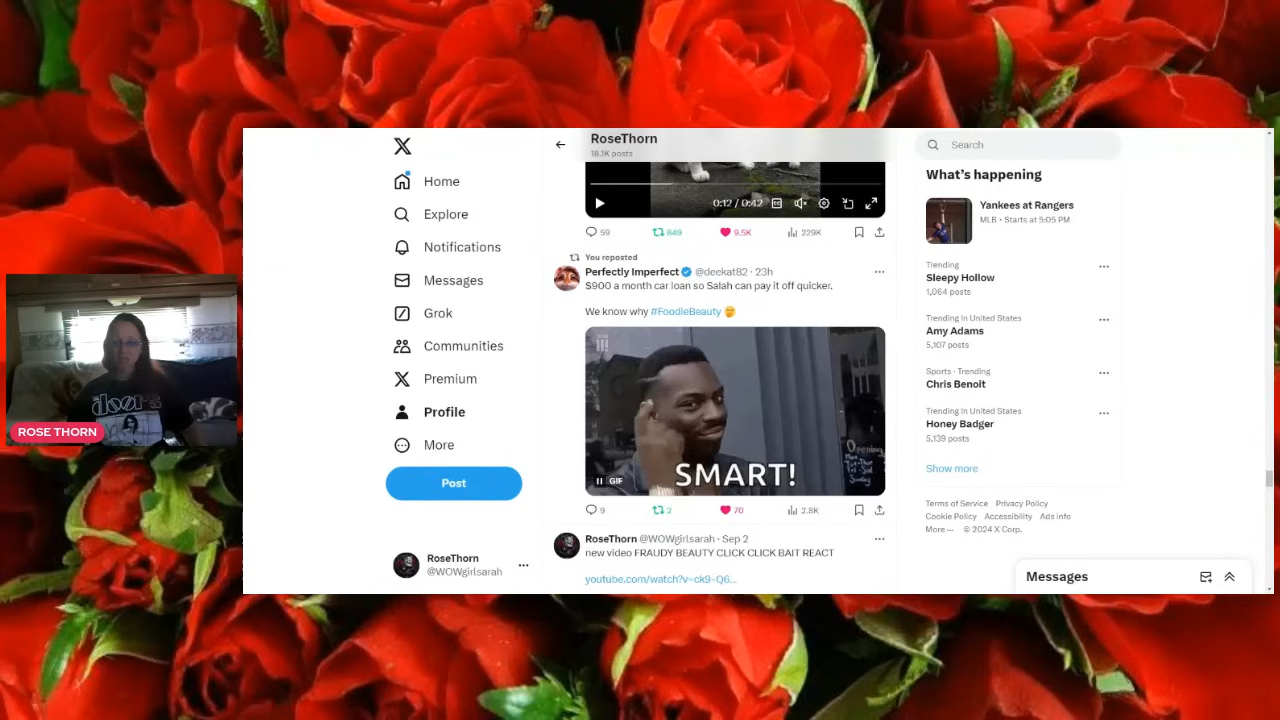 RoseThorn
18.1K posts
Home
Explore
Notifications
Messages
Grok
Communities
Premium
Profile
More
Post
RoseThorn
@WOWgirlsarah
0:12 / 0:42
59
849
9.5K
229K
You reposted
Perfectly Imperfect @deekat82 · 23h
$900 a month car loan so Salah can pay it off quicker.
We know why #FoodieBeauty
SMART!
GIF
9
2
70
2.8K
RoseThorn @WOWgirlsarah · Sep 2
new video FRAUDY BEAUTY CLICK CLICK BAIT REACT
youtube.com/watch?v=ck9-Q6...
Search
What's happening
Yankees at Rangers
MLB · Starts at 5:05 PM
Trending
Sleepy Hollow
1,064 posts
Trending in United States
Amy Adams
5,107 posts
Sports · Trending
Chris Benoit
Trending in United States
Honey Badger
5,139 posts
Show more
Terms of Service Privacy Policy
Cookie Policy Accessibility Ads info
More ··· © 2024 X Corp.
Messages
doors
ROSE THORN